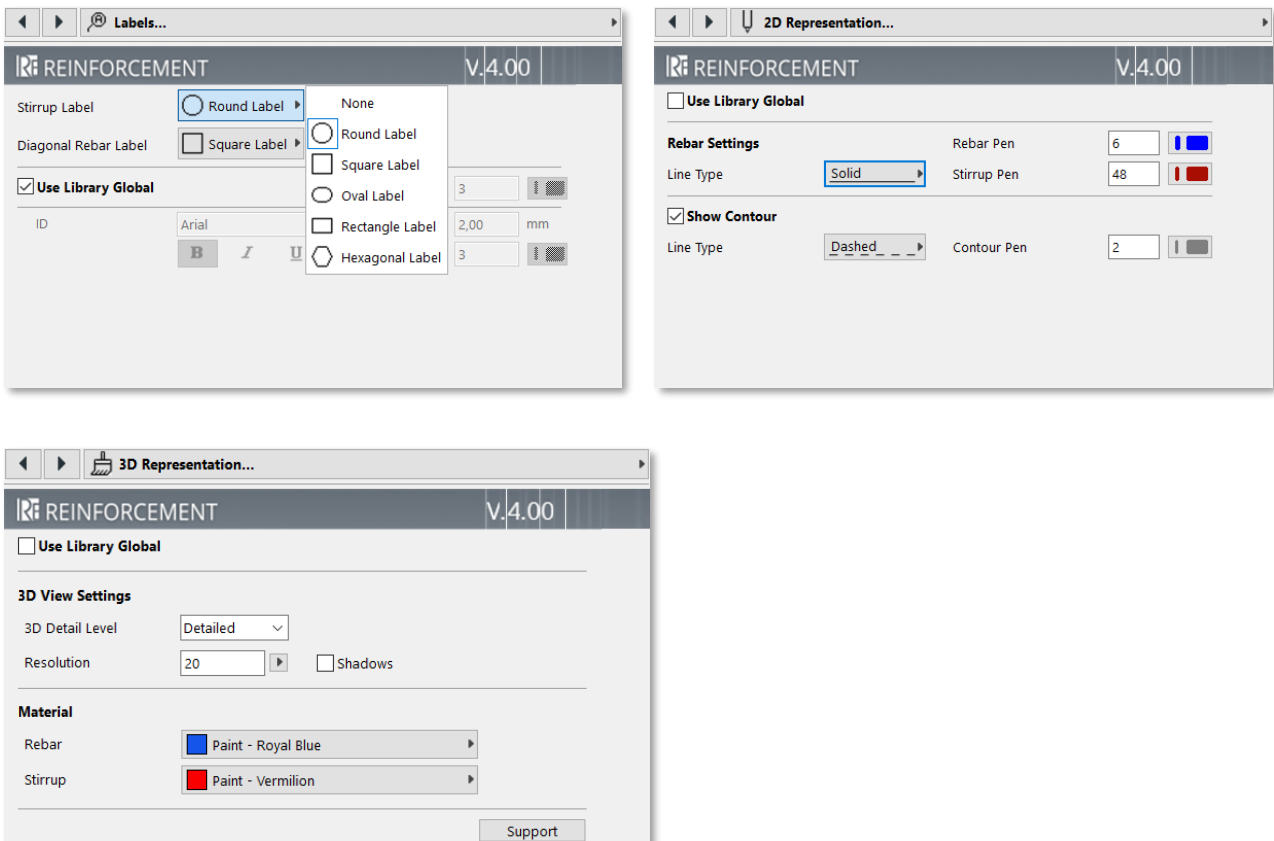 Labels...
REINFORCEMENT V.4.00
Stirrup Label Round Label
Diagonal Rebar Label Square Label
None
Round Label
Square Label
Oval Label
Rectangle Label
Hexagonal Label
Use Library Global 3
ID Arial 2,00 mm
B I U 3
2D Representation...
REINFORCEMENT V.4.00
Use Library Global
Rebar Settings Rebar Pen 6
Line Type Solid Stirrup Pen 48
Show Contour
Line Type Dashed Contour Pen 2
3D Representation...
REINFORCEMENT V.4.00
Use Library Global
3D View Settings
3D Detail Level Detailed
Resolution 20 Shadows
Material
Rebar Paint - Royal Blue
Stirrup Paint - Vermilion
Support